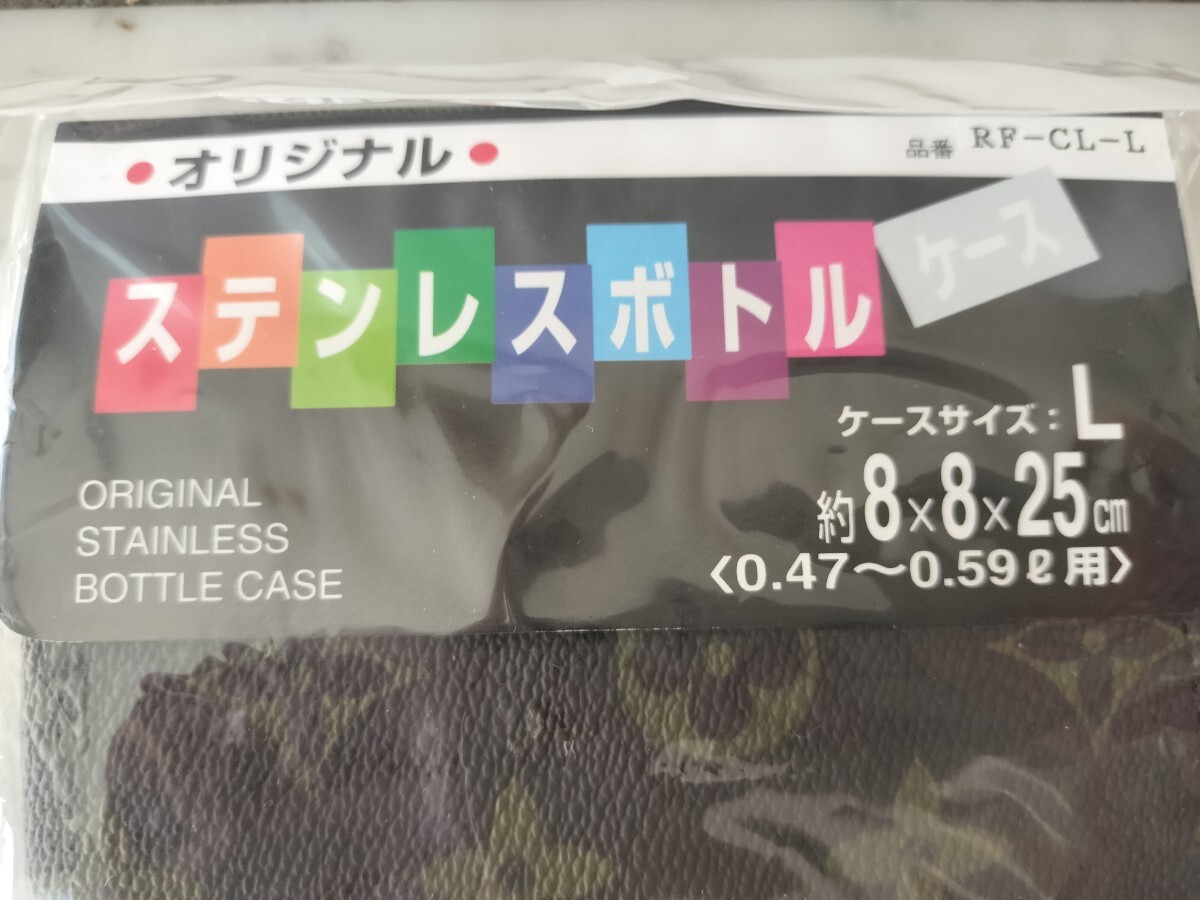 ●オリジナル●
品番 RF-CL-L
ステンレスボトル
ケース
ケースサイズ：L
約8×8×25cm
〈0.47〜0.59ℓ用〉
ORIGINAL
STAINLESS
BOTTLE CASE